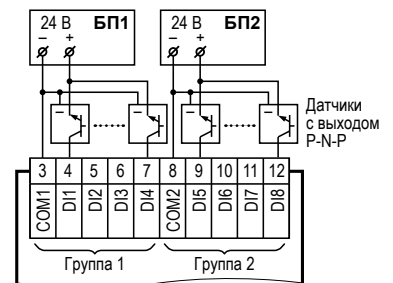 24 В БП1 24 В БП2
– + – +
– – – –
Датчики
с выходом
P-N-P
3 4 5 6 7 8 9 10 11 12
COM1 DI1 DI2 DI3 DI4 COM2 DI5 DI6 DI7 DI8
Группа 1 Группа 2